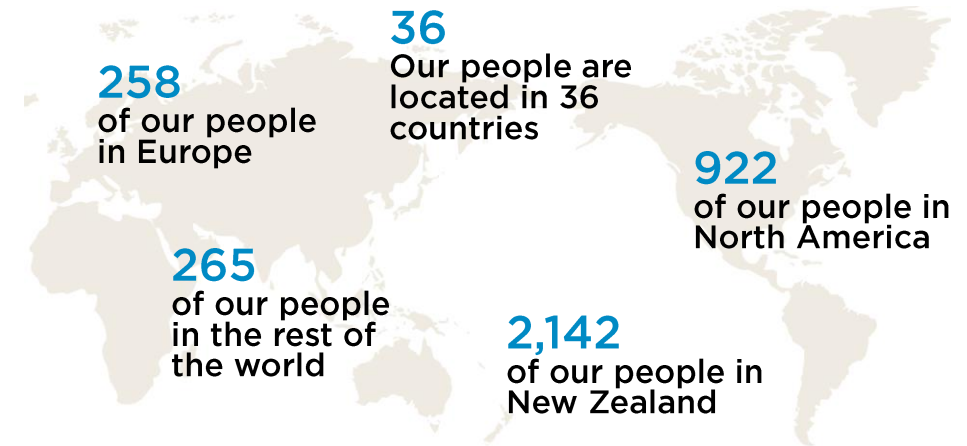 36
Our people are
located in 36
countries
258
of our people
in Europe
922
of our people in
North America
265
of our people
in the rest of
the world
2,142
of our people in
New Zealand